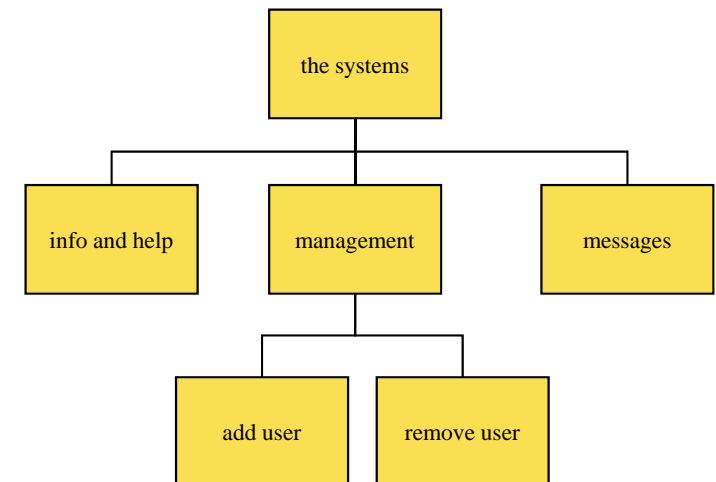 the systems
info and help
management
messages
add user
remove user